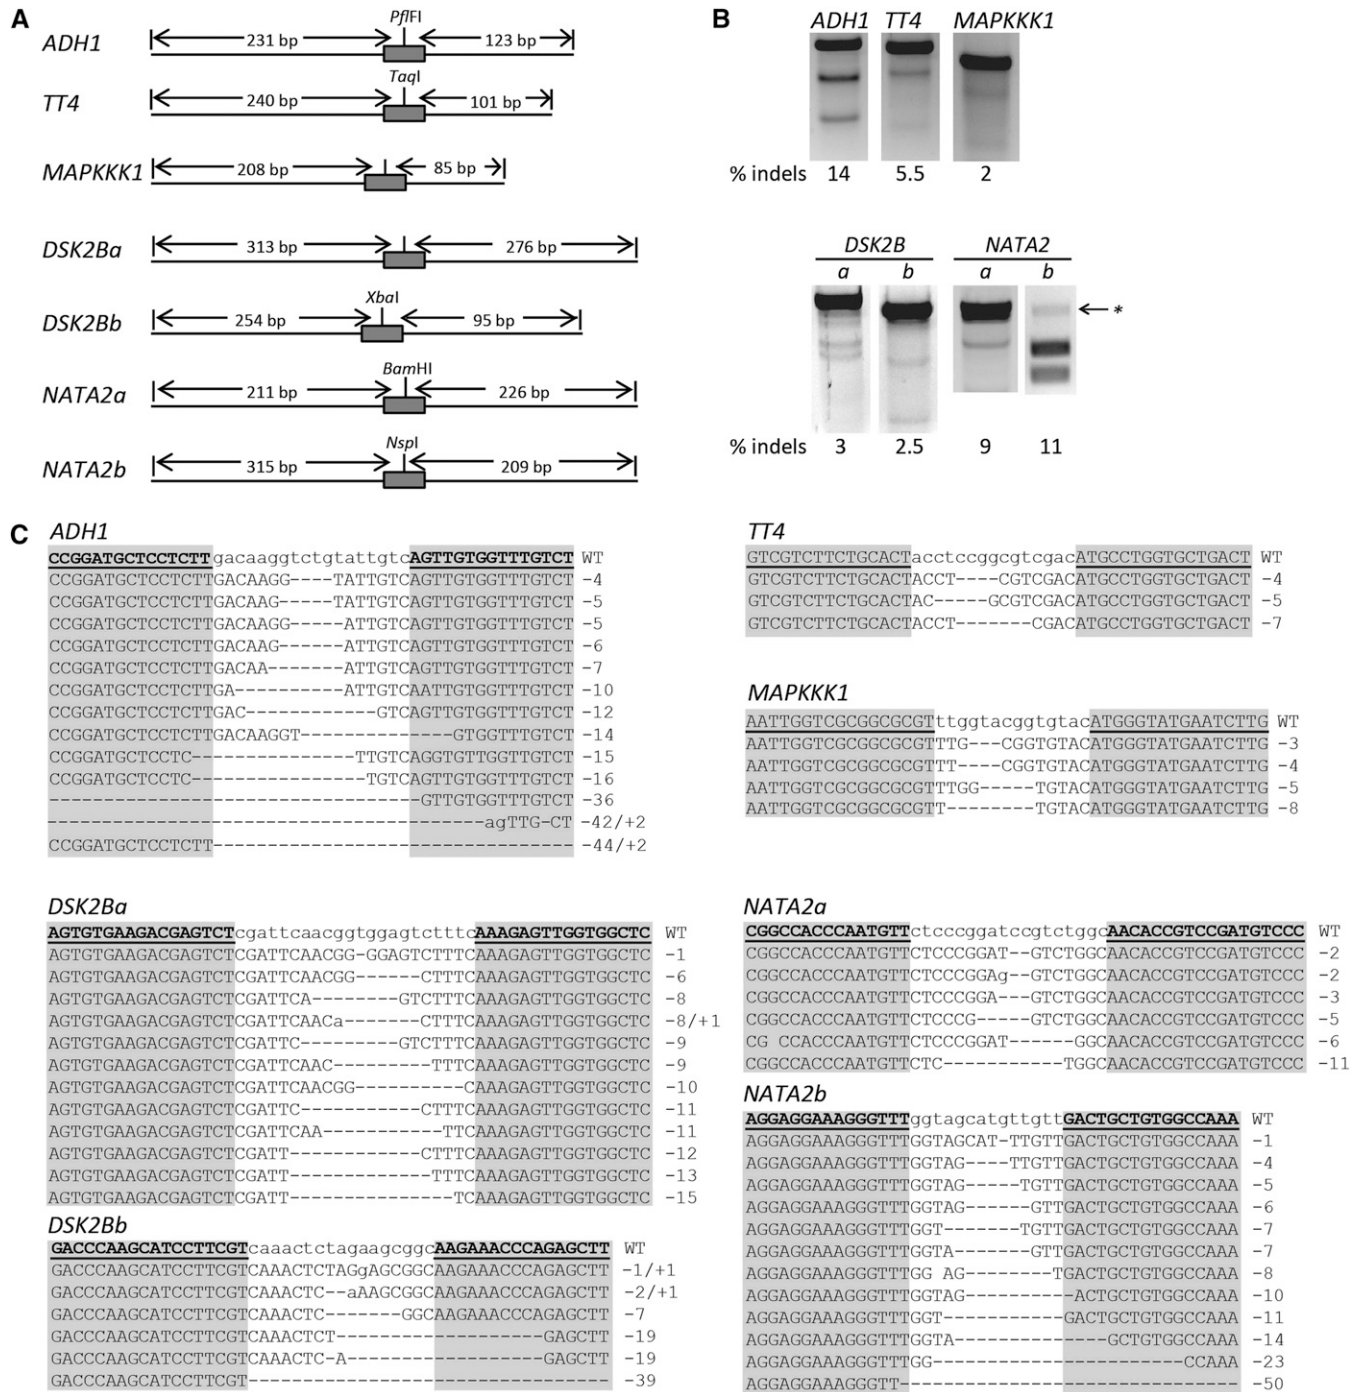 A
ADH1
231 bp
PflFI
123 bp
TT4
240 bp
TaqI
101 bp
MAPKKK1
208 bp
85 bp
DSK2Ba
313 bp
276 bp
DSK2Bb
254 bp
XbaI
95 bp
NATA2a
211 bp
BamHI
226 bp
NATA2b
315 bp
NspI
209 bp
B
ADH1 TT4 MAPKKK1
% indels 14 5.5 2
DSK2B NATA2
a b a b
*
% indels 3 2.5 9 11
C
ADH1
CCGGATGCTCCTCTTgacaaggtctgtattgtcAGTTGTGGTTTGTCT WT
CCGGATGCTCCTCTTGACAAGG----TATTGTCAGTTGTGGTTTGTCT -4
CCGGATGCTCCTCTTGACAAG-----TATTGTCAGTTGTGGTTTGTCT -5
CCGGATGCTCCTCTTGACAAGG-----ATTGTCAGTTGTGGTTTGTCT -5
CCGGATGCTCCTCTTGACAAG------ATTGTCAGTTGTGGTTTGTCT -6
CCGGATGCTCCTCTTGACAA-------ATTGTCAGTTGTGGTTTGTCT -7
CCGGATGCTCCTCTTGA----------ATTGTCAATTGTGGTTTGTCT -10
CCGGATGCTCCTCTTGAC------------GTCAGTTGTGGTTTGTCT -12
CCGGATGCTCCTCTTGACAAGGT--------------GTGGTTTGTCT -14
CCGGATGCTCCTC---------------TTGTCAGGTGTTGGTTTGTCT -15
CCGGATGCTCCTC----------------TGTCAGTTGTGGTTTGTCT -16
----------------------------------GTTGTGGTTTGTCT -36
----------------------------------------agTTG-CT -42/+2
CCGGATGCTCCTCTT--------------------------------- -44/+2
TT4
GTCGTCTTCTGCACTacctccggcgtcgacATGCCTGGTGCTGACT WT
GTCGTCTTCTGCACTACCT----CGTCGACATGCCTGGTGCTGACT -4
GTCGTCTTCTGCACTAC-----GCGTCGACATGCCTGGTGCTGACT -5
GTCGTCTTCTGCACTACCT-------CGACATGCCTGGTGCTGACT -7
MAPKKK1
AATTGGTCGCGGCGCGTttggtacggtgtacATGGGTATGAATCTTG WT
AATTGGTCGCGGCGCGTTTG---CGGTGTACATGGGTATGAATCTTG -3
AATTGGTCGCGGCGCGTTT----CGGTGTACATGGGTATGAATCTTG -4
AATTGGTCGCGGCGCGTTTGG-----TGTACATGGGTATGAATCTTG -5
AATTGGTCGCGGCGCGTT--------TGTACATGGGTATGAATCTTG -8
DSK2Ba
AGTGTGAAGACGAGTCTcgattcaacggtggagtctttcAAAGAGTTGGTGGCTC WT
AGTGTGAAGACGAGTCTCGATTCAACGG-GGAGTCTTTCAAAGAGTTGGTGGCTC -1
AGTGTGAAGACGAGTCTCGATTCAACGG------CTTTCAAAGAGTTGGTGGCTC -6
AGTGTGAAGACGAGTCTCGATTCA--------GTCTTTCAAAGAGTTGGTGGCTC -8
AGTGTGAAGACGAGTCTCGATTCAACa-------CTTTCAAAGAGTTGGTGGCTC -8/+1
AGTGTGAAGACGAGTCTCGATTC---------GTCTTTCAAAGAGTTGGTGGCTC -9
AGTGTGAAGACGAGTCTCGATTCAAC---------TTTCAAAGAGTTGGTGGCTC -9
AGTGTGAAGACGAGTCTCGATTCAACGG----------CAAAGAGTTGGTGGCTC -10
AGTGTGAAGACGAGTCTCGATTC-----------CTTTCAAAGAGTTGGTGGCTC -11
AGTGTGAAGACGAGTCTCGATTCAA-----------TTCAAAGAGTTGGTGGCTC -11
AGTGTGAAGACGAGTCTCGATT------------CTTTCAAAGAGTTGGTGGCTC -12
AGTGTGAAGACGAGTCTCGATT-------------TTTCAAAGAGTTGGTGGCTC -13
AGTGTGAAGACGAGTCTCGATT---------------TCAAAGAGTTGGTGGCTC -15
DSK2Bb
GACCCAAGCATCCTTCGTcaaactctagaagcggcAAGAAACCCAGAGCTT WT
GACCCAAGCATCCTTCGTCAAACTCTAGgAGCGGCAAGAAACCCAGAGCTT -1/+1
GACCCAAGCATCCTTCGTCAAACTC--aAAGCGGCAAGAAACCCAGAGCTT -2/+1
GACCCAAGCATCCTTCGTCAAACTC-------GGCAAGAAACCCAGAGCTT -7
GACCCAAGCATCCTTCGTCAAACTCT-------------------GAGCTT -19
GACCCAAGCATCCTTCGTCAAACTC-A------------------GAGCTT -19
GACCCAAGCATCCTTCGT--------------------------------- -39
NATA2a
CGGCCACCCAATGTTctcccggatccgtctggcAACACCGTCCGATGTCCC WT
CGGCCACCCAATGTTCTCCCGGAT--GTCTGGCAACACCGTCCGATGTCCC -2
CGGCCACCCAATGTTCTCCCGGAg--GTCTGGCAACACCGTCCGATGTCCC -2
CGGCCACCCAATGTTCTCCCGGA---GTCTGGCAACACCGTCCGATGTCCC -3
CGGCCACCCAATGTTCTCCCG-----GTCTGGCAACACCGTCCGATGTCCC -5
CG CCACCCAATGTTCTCCCGGAT------GGCAACACCGTCCGATGTCCC -6
CGGCCACCCAATGTTCTC-----------TGGCAACACCGTCCGATGTCCC -11
NATA2b
AGGAGGAAAGGGTTTggtagcatgttgttGACTGCTGTGGCCAAA WT
AGGAGGAAAGGGTTTGGTAGCAT-TTGTTGACTGCTGTGGCCAAA -1
AGGAGGAAAGGGTTTGGTAG----TTGTTGACTGCTGTGGCCAAA -4
AGGAGGAAAGGGTTTGGTAG-----TGTTGACTGCTGTGGCCAAA -5
AGGAGGAAAGGGTTTGGTAG------GTTGACTGCTGTGGCCAAA -6
AGGAGGAAAGGGTTTGGT-------TGTTGACTGCTGTGGCCAAA -7
AGGAGGAAAGGGTTTGGTA-------GTTGACTGCTGTGGCCAAA -7
AGGAGGAAAGGGTTTGG AG--------TGACTGCTGTGGCCAAA -8
AGGAGGAAAGGGTTTGGTAG----------ACTGCTGTGGCCAAA -10
AGGAGGAAAGGGTTTGGT-----------GACTGCTGTGGCCAAA -11
AGGAGGAAAGGGTTTGGTA--------------GCTGTGGCCAAA -14
AGGAGGAAAGGGTTTGG-----------------------CCAAA -23
AGGAGGAAAGGGTT------------------------------- -50